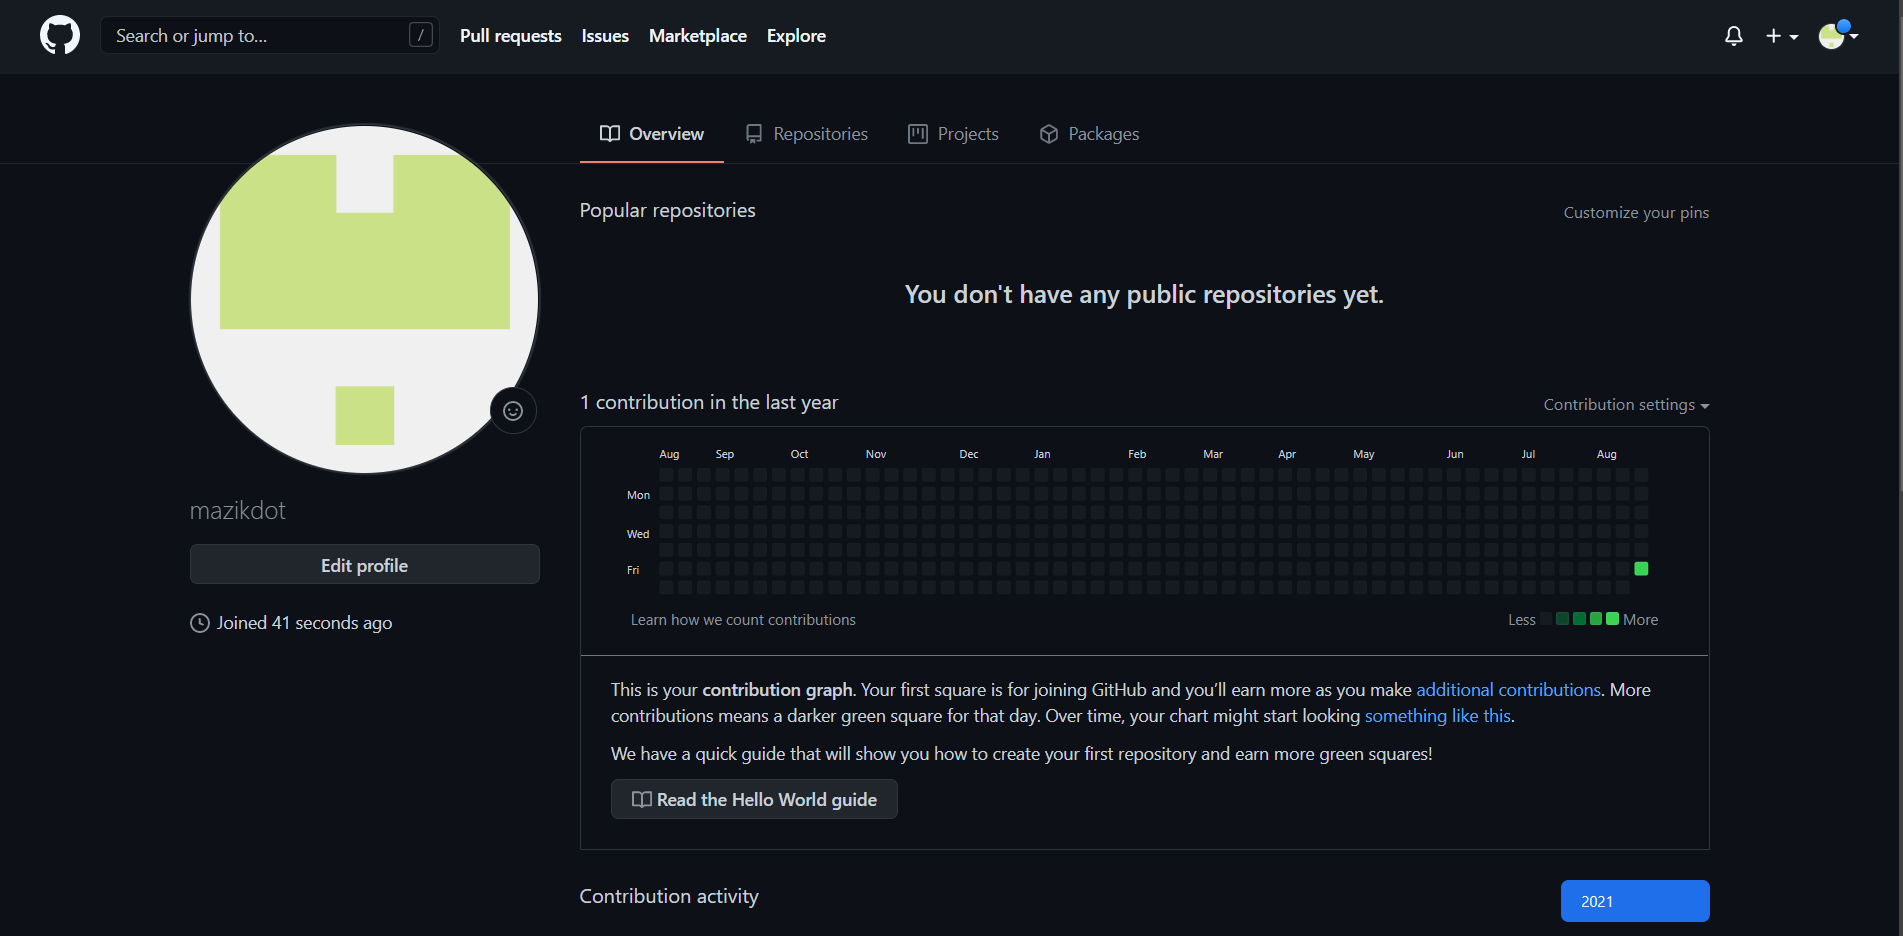 Search or jump to... /
Pull requests Issues Marketplace Explore
Overview Repositories Projects Packages
Popular repositories Customize your pins
You don't have any public repositories yet.
1 contribution in the last year Contribution settings
Aug Sep Oct Nov Dec Jan Feb Mar Apr May Jun Jul Aug
Mon
Wed
Fri
Learn how we count contributions Less More
This is your contribution graph. Your first square is for joining GitHub and you’ll earn more as you make additional contributions. More
contributions means a darker green square for that day. Over time, your chart might start looking something like this.
We have a quick guide that will show you how to create your first repository and earn more green squares!
Read the Hello World guide
mazikdot
Edit profile
Joined 41 seconds ago
Contribution activity 2021